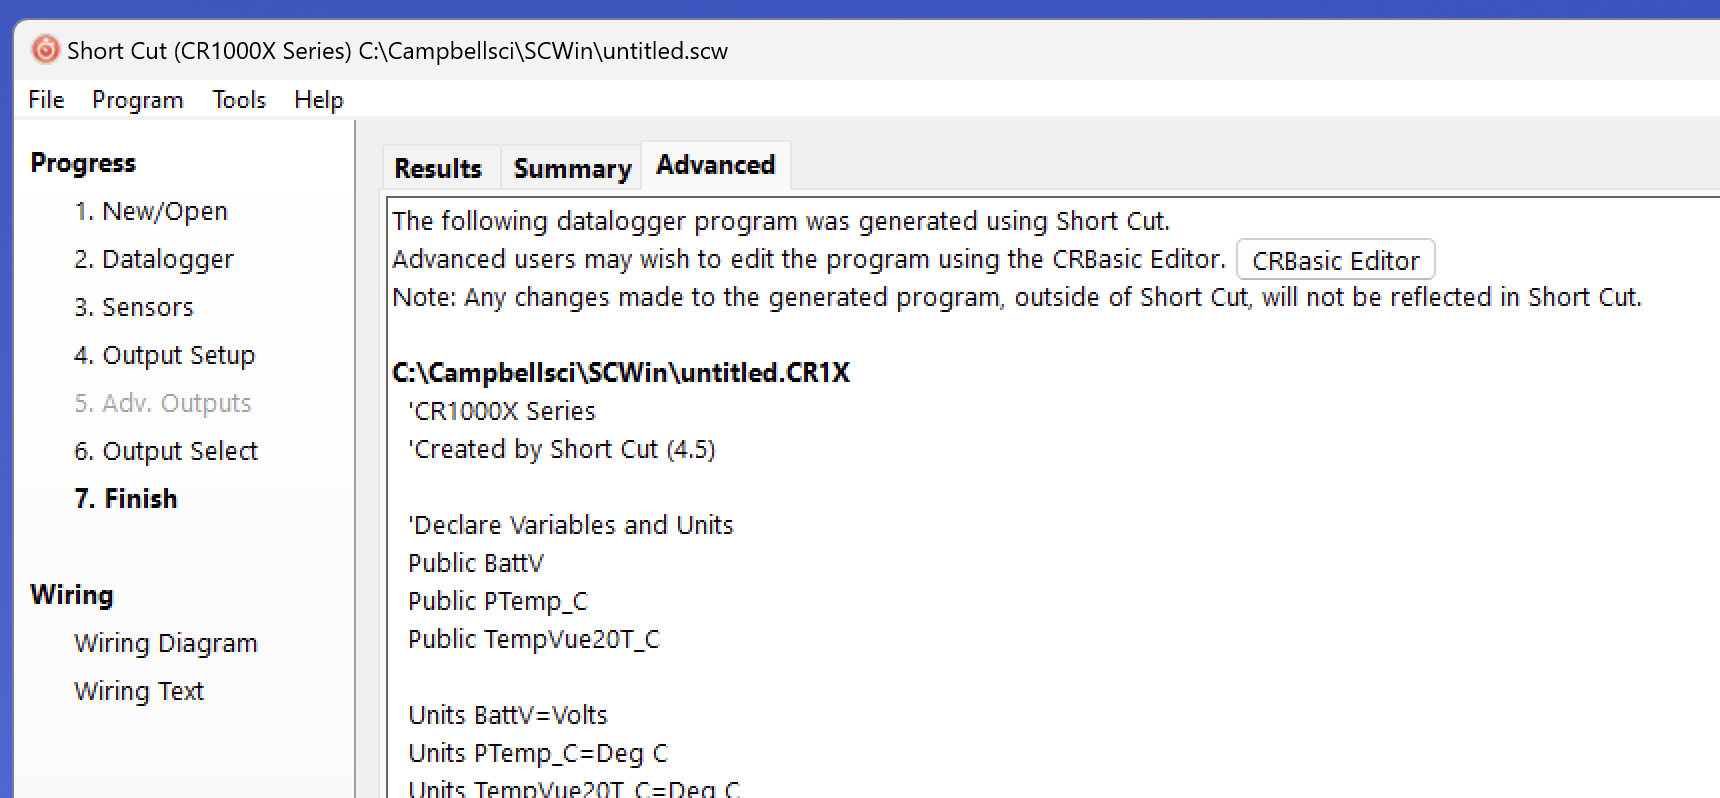 Short Cut (CR1000X Series) C:\Campbellsci\SCWin\untitled.scw
File Program Tools Help
Progress
1. New/Open
2. Datalogger
3. Sensors
4. Output Setup
5. Adv. Outputs
6. Output Select
7. Finish
Wiring
Wiring Diagram
Wiring Text
Results Summary Advanced
The following datalogger program was generated using Short Cut.
Advanced users may wish to edit the program using the CRBasic Editor. CRBasic Editor
Note: Any changes made to the generated program, outside of Short Cut, will not be reflected in Short Cut.
C:\Campbellsci\SCWin\untitled.CR1X
'CR1000X Series
'Created by Short Cut (4.5)
'Declare Variables and Units
Public BattV
Public PTemp_C
Public TempVue20T_C
Units BattV=Volts
Units PTemp_C=Deg C
Units TempVue20T_C=Deg C